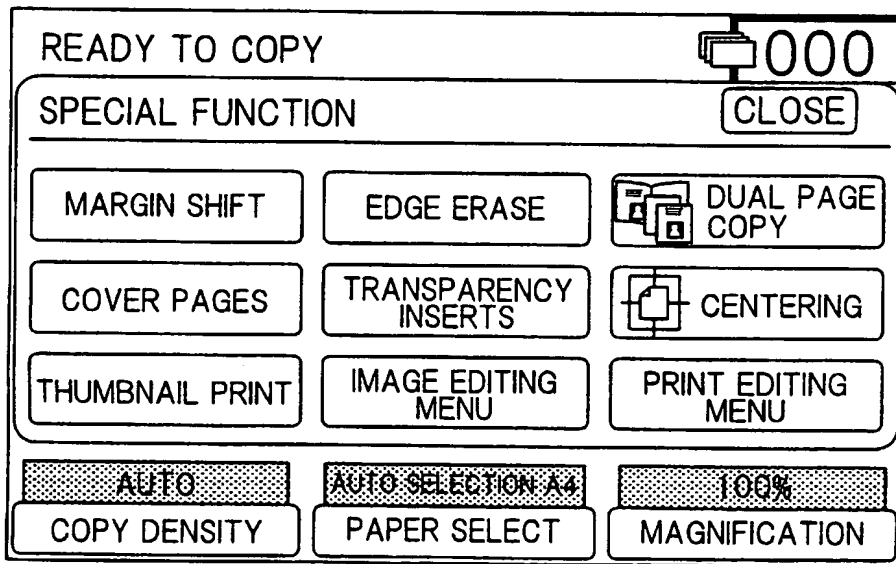 READY TO COPY 000
SPECIAL FUNCTION CLOSE
MARGIN SHIFT EDGE ERASE DUAL PAGE
COPY
COVER PAGES TRANSPARENCY
INSERTS CENTERING
THUMBNAIL PRINT IMAGE EDITING
MENU PRINT EDITING
MENU
AUTO AUTO SELECTION A4 100%
COPY DENSITY PAPER SELECT MAGNIFICATION